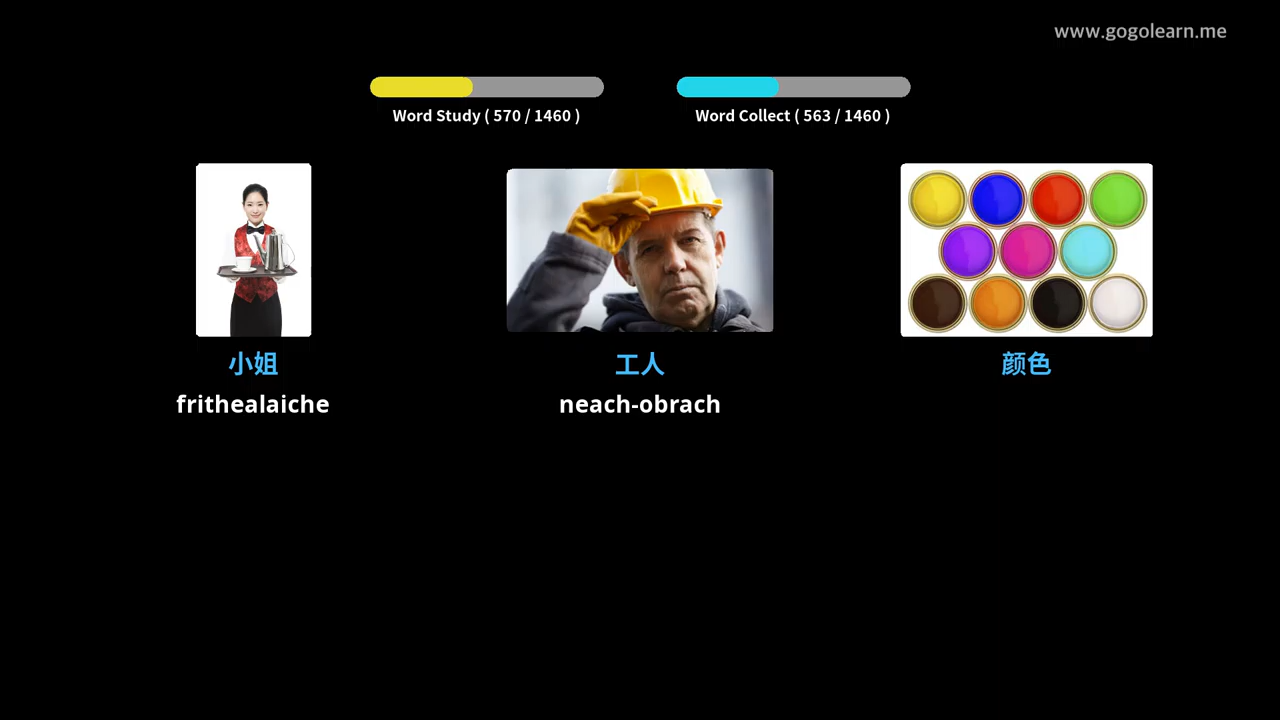 www.gogolearn.me
Word Study ( 570 / 1460 )
Word Collect ( 563 / 1460 )
小姐
工人
颜色
frithealaiche
neach-obrach